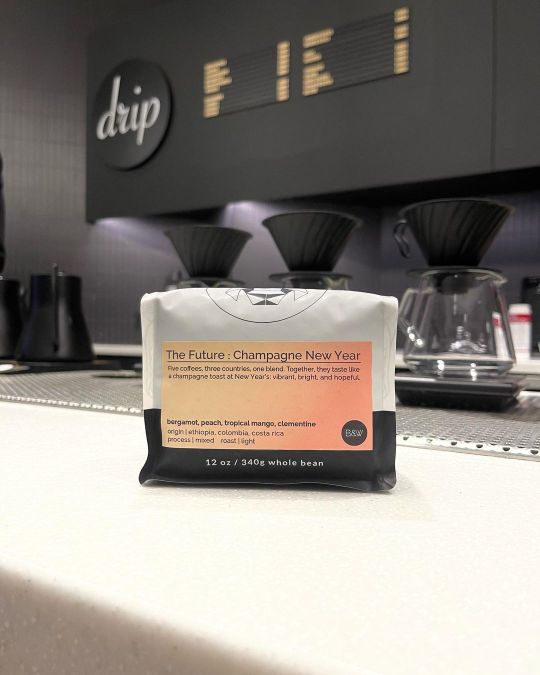 drip
The Future : Champagne New Year
Five coffees, three countries, one blend. Together, they taste like
a champagne toast at New Year's: vibrant, bright, and hopeful.
bergamot, peach, tropical mango, clementine
origin | ethiopia, colombia, costa rica
process | mixed roast | light
B&W
12 oz / 340g whole bean